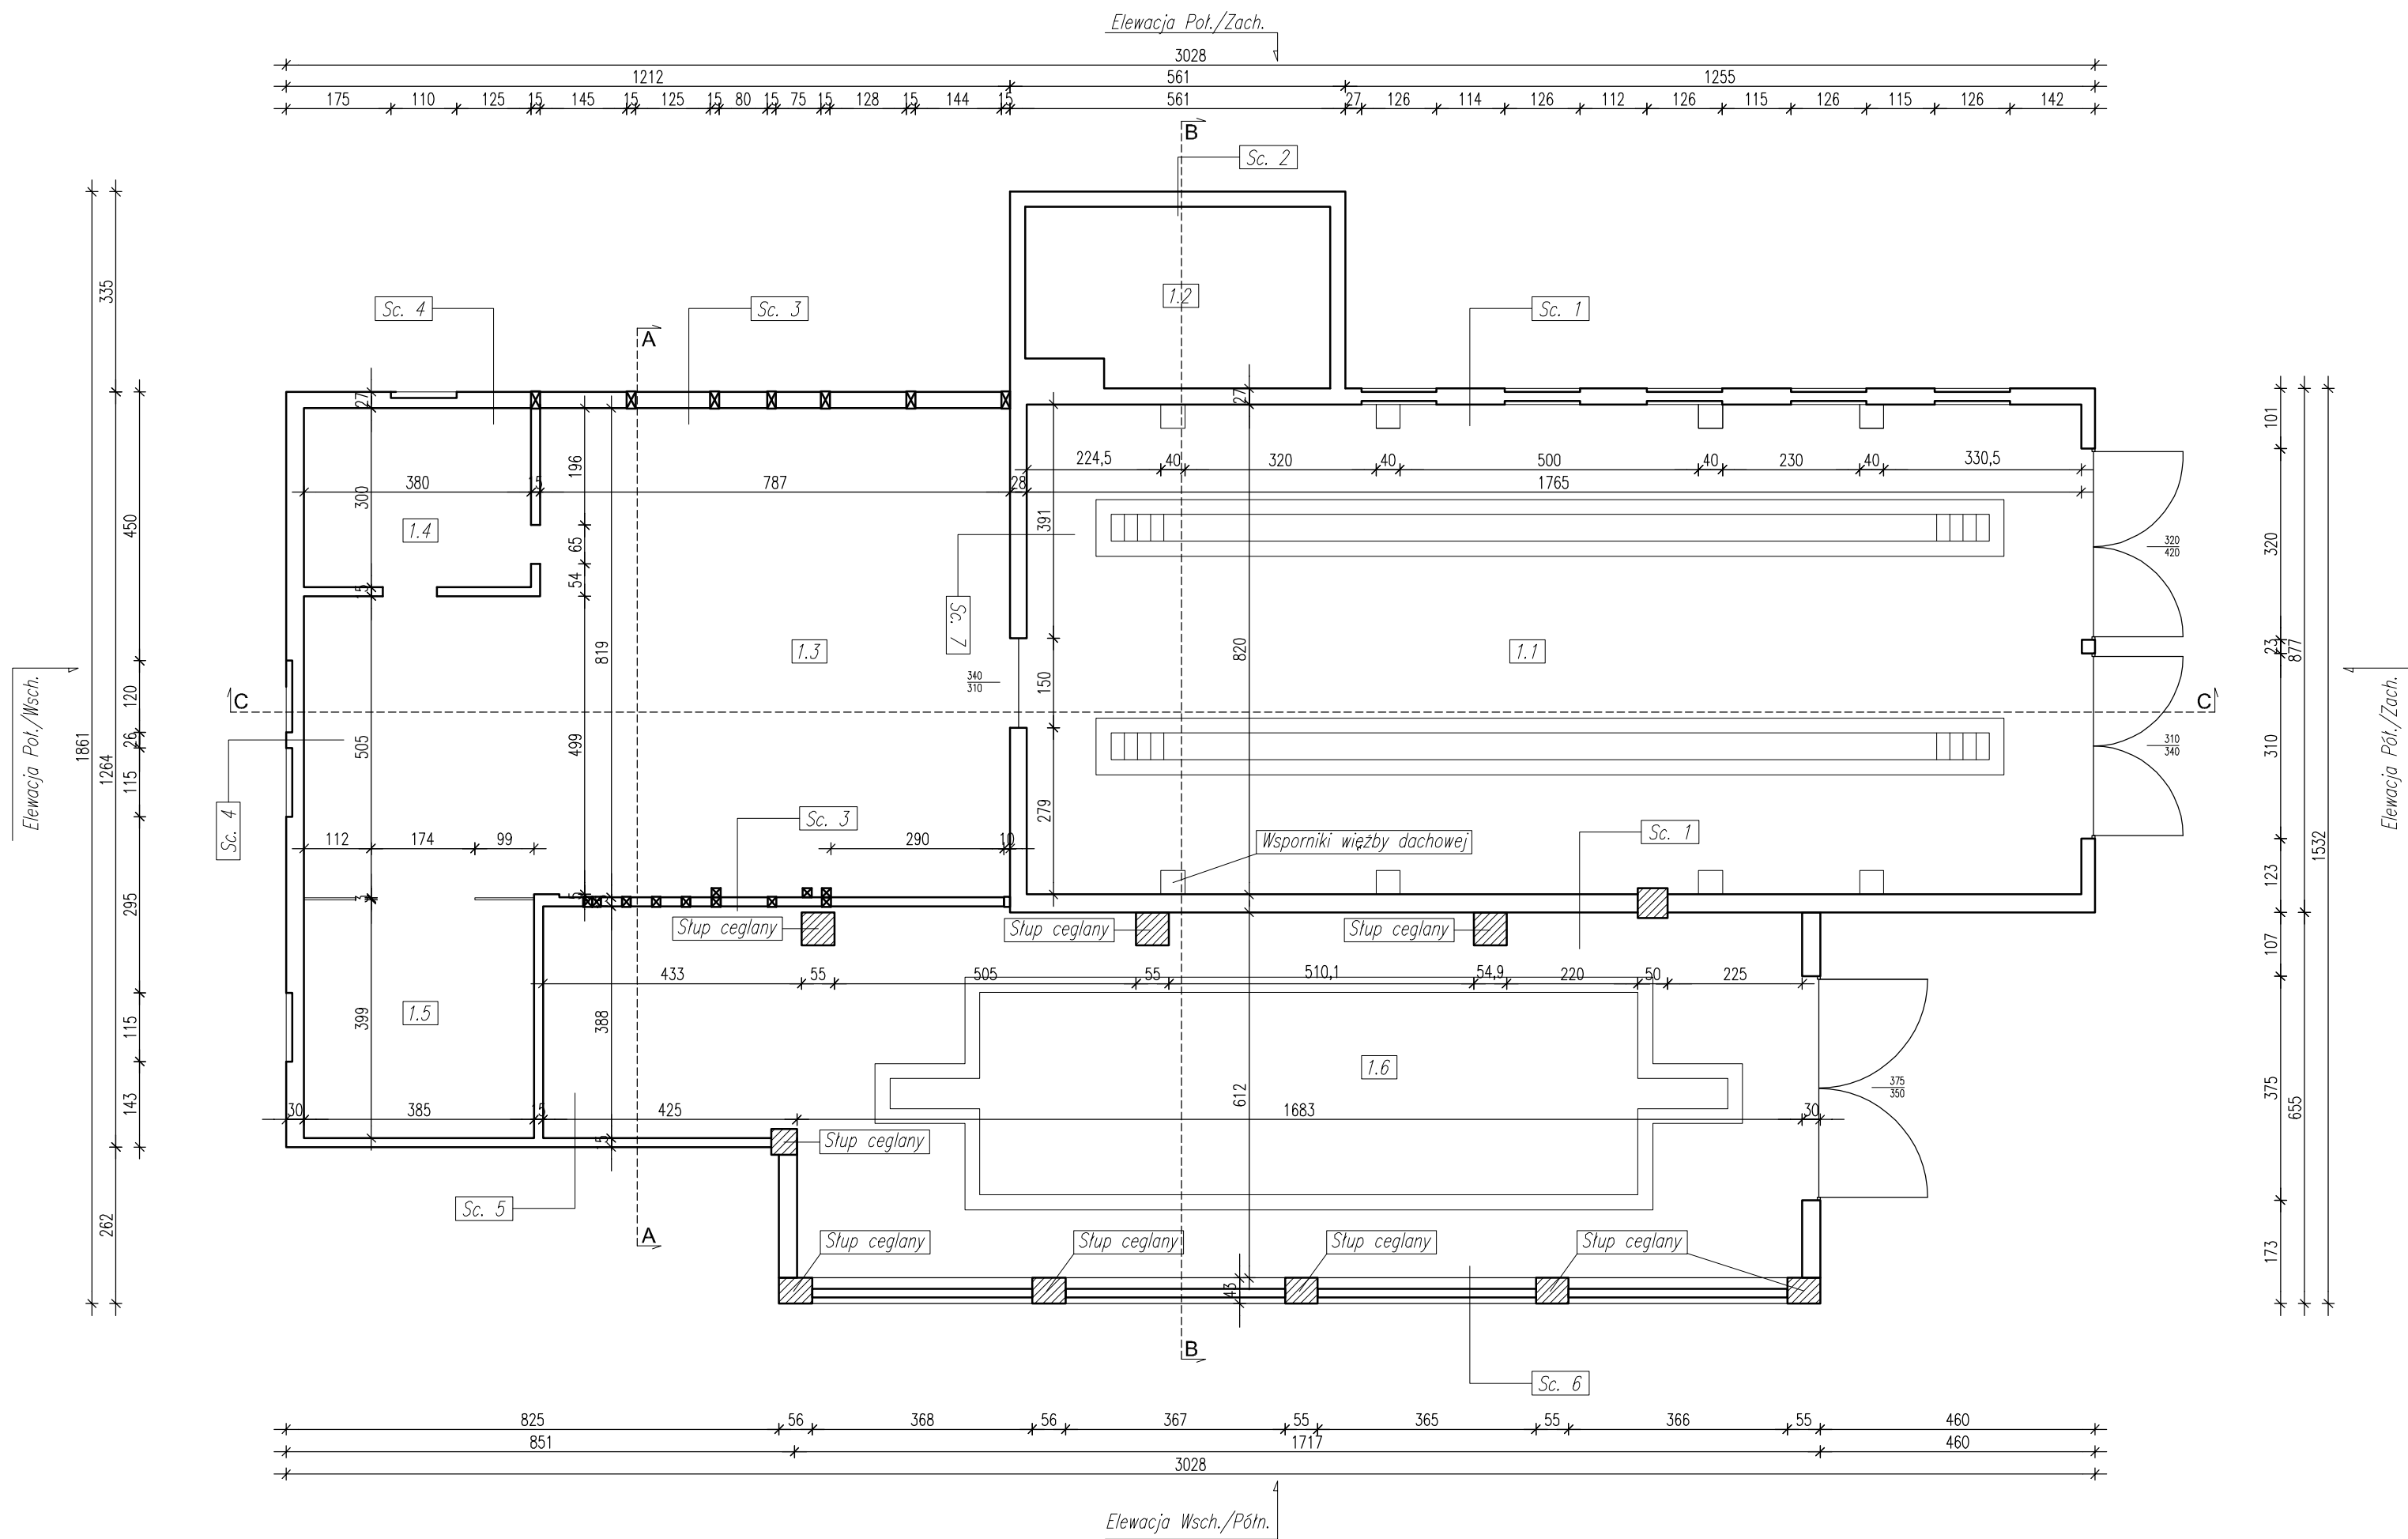 Elewacja Poł./Zach.
3028
1212 561 1255
175 110 125 15 145 15 125 15 80 15 75 15 128 15 144 15 561 27 126 114 126 112 126 115 126 115 126 142
B
Sc. 2
335
1.2
Sc. 4
Sc. 3
Sc. 1
A
27
27
101
196
224,5 40 320 40 500 40 230 40 330,5
380 15 787 28 1765
300
450
391
1.4
65
320
420
320
54
15
Sc. 7
819
1.3
820
1.1
23
877
340
310
150
120
C
C
Elewacja Poł./Wsch.
Elewacja Pół./Zach.
1861
1264
26
505
499
310
340
310
115
Sc. 4
279
Sc. 3
Sc. 1
112 174 99
290 10
Wsporniki więźby dachowej
1532
123
295
3
5
Słup ceglany
Słup ceglany
Słup ceglany
107
433 55 505 55 510,1 54,9 220 50 225
399
1.5
388
115
1.6
612
375
350
375
655
143
30 385 15 425 1683 30
15
Słup ceglany
Sc. 5
262
A
Słup ceglany
Słup ceglany
Słup ceglany
Słup ceglany
173
43
B
Sc. 6
825 56 368 56 367 55 365 55 366 55 460
851 1717 460
3028
Elewacja Wsch./Półn.